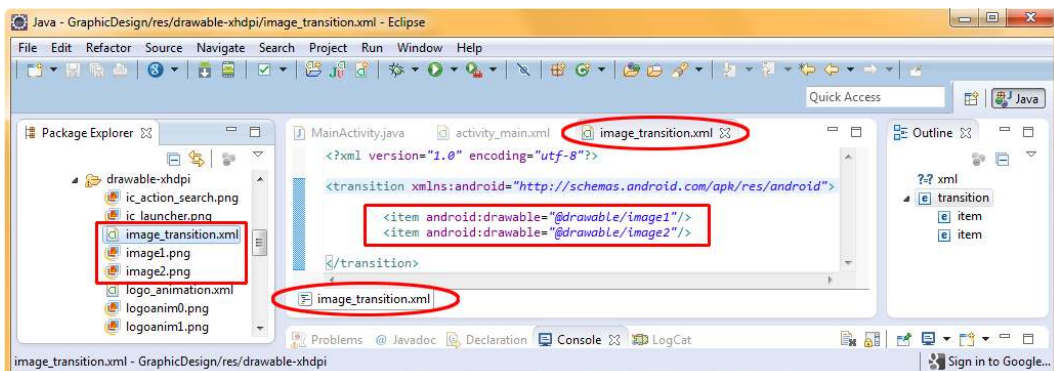 Java - GraphicDesign/res/drawable-xhdpi/image_transition.xml - Eclipse
File Edit Refactor Source Navigate Search Project Run Window Help
Quick Access
Java
Package Explorer
MainActivity.java activity_main.xml image_transition.xml
Outline
<?xml version="1.0" encoding="utf-8"?>
<transition xmlns:android="http://schemas.android.com/apk/res/android">
<item android:drawable="@drawable/image1"/>
<item android:drawable="@drawable/image2"/>
</transition>
drawable-xhdpi
ic_action_search.png
ic_launcher.png
image_transition.xml
image1.png
image2.png
logo_animation.xml
logoanim0.png
logoanim1.png
?=? xml
e transition
e item
e item
image_transition.xml
Problems @ Javadoc Declaration Console LogCat
image_transition.xml - GraphicDesign/res/drawable-xhdpi
Sign in to Google...